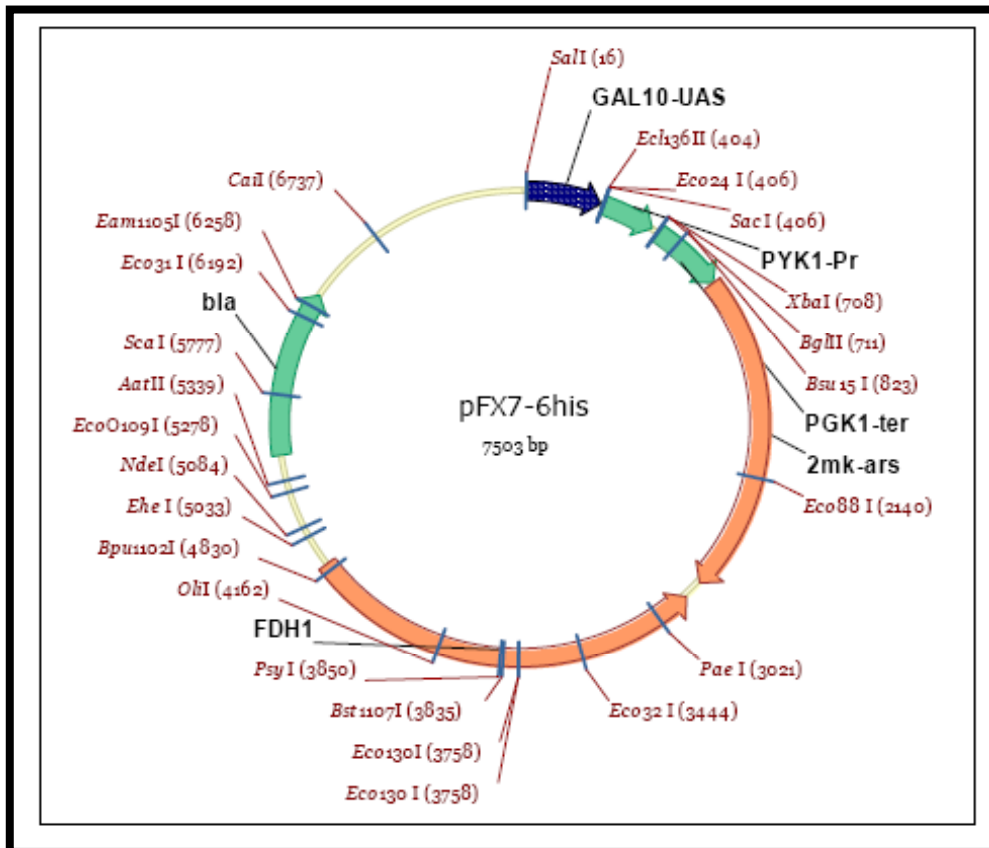 SalI (16)
GAL10-UAS
Ecl136II (404)
Eco24 I (406)
SacI (406)
PYK1-Pr
XbaI (708)
BglII (711)
Bsu15 I (823)
PGK1-ter
2mk-ars
Eco88 I (2140)
Pae I (3021)
Eco32 I (3444)
Eco130 I (3758)
Eco130I (3758)
Bst1107I (3835)
PsyI (3850)
FDH1
OliI (4162)
Bpu1102I (4830)
Ehe I (5033)
NdeI (5084)
EcoO109I (5278)
AatII (5339)
ScaI (5777)
bla
Eco31 I (6192)
Eam1105I (6258)
CaiI (6737)
pFX7-6his
7503 bp